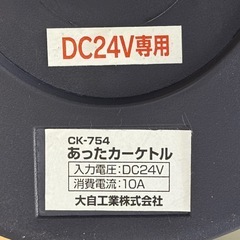 DC24V専用
CK-754
あったカーケトル
入力電圧:DC24V
消費電流:10A
大自工業株式会社